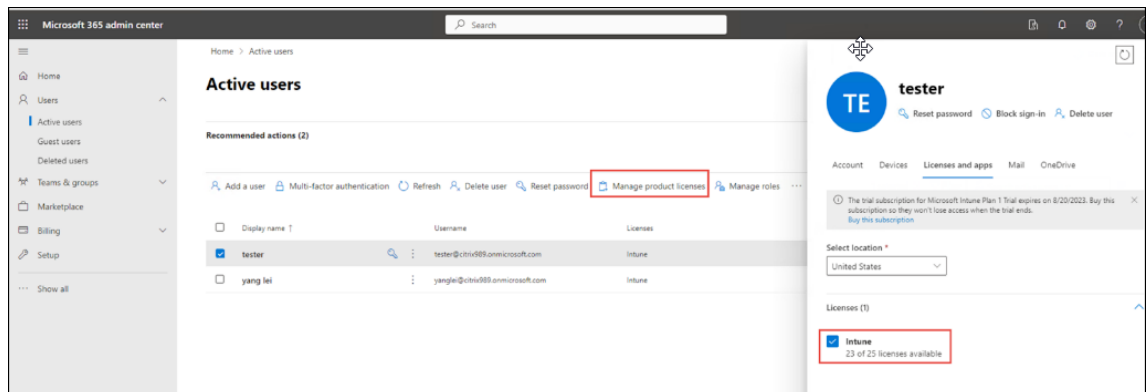 Microsoft 365 admin center
Search
?
Home
Users
Active users
Guest users
Deleted users
Teams & groups
Marketplace
Billing
Setup
Show all
Home > Active users
Active users
Recommended actions (2)
Add a user Multi-factor authentication Refresh Delete user Reset password Manage product licenses Manage roles ...
Display name ↑ Username Licenses
tester tester@citrix989.onmicrosoft.com Intune
yang lei yanglei@citrix989.onmicrosoft.com Intune
TE
tester
Reset password Block sign-in Delete user
Account Devices Licenses and apps Mail OneDrive
The trial subscription for Microsoft Intune Plan 1 Trial expires on 8/20/2023. Buy this
subscription so they won't lose access when the trial ends.
Buy this subscription
Select location *
United States
Licenses (1)
Intune
23 of 25 licenses available